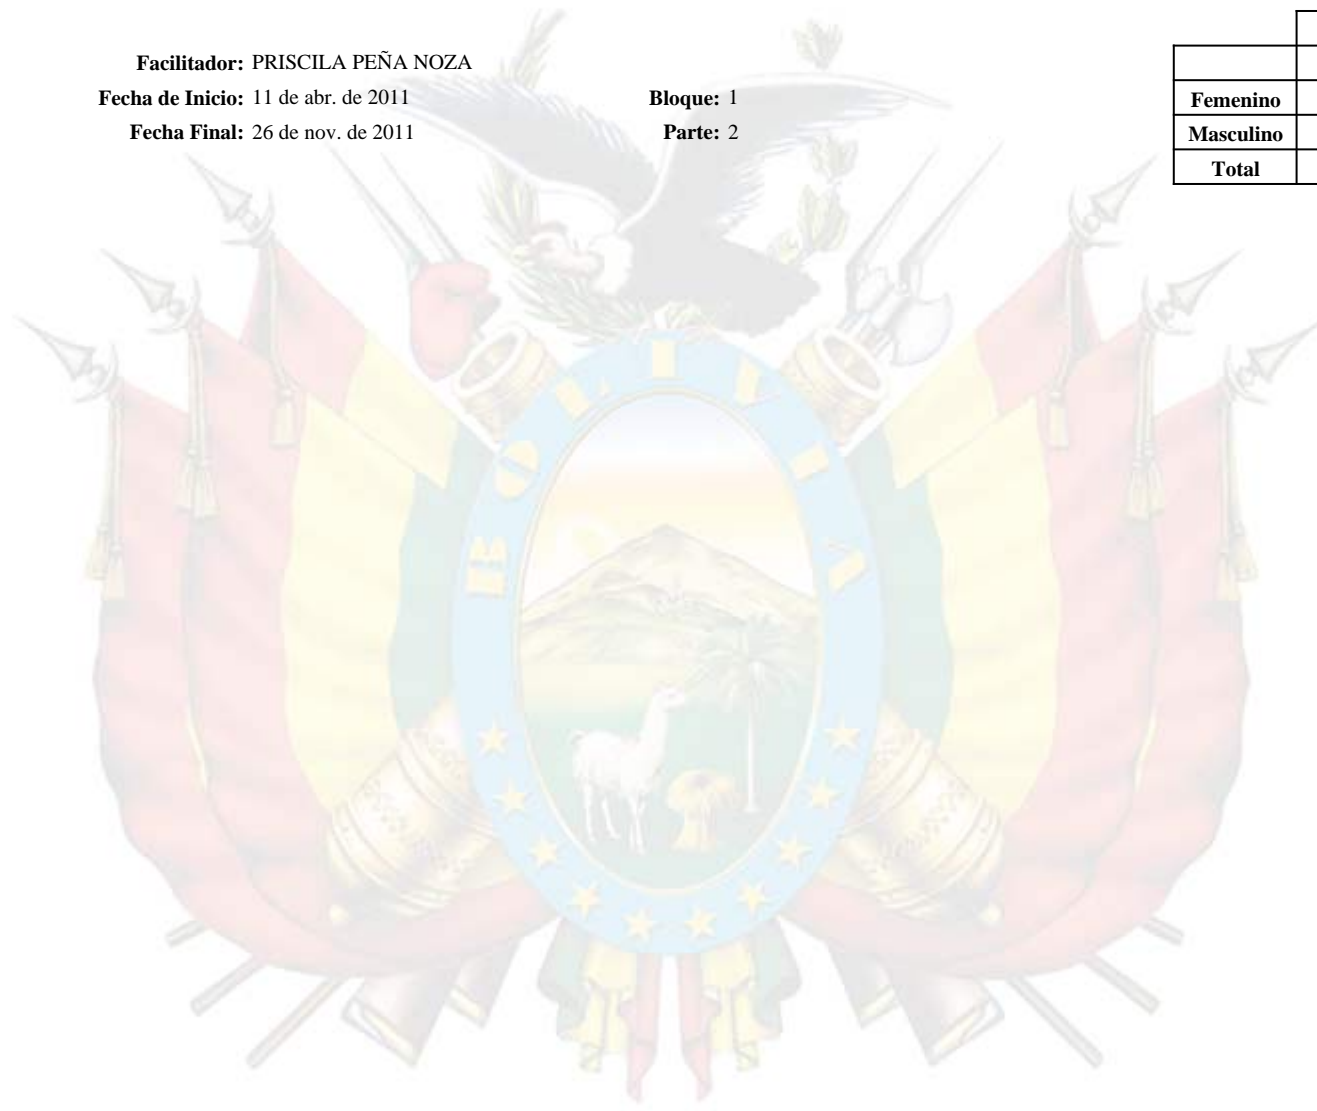 Facilitador: PRISCILA PEÑA NOZA
Fecha de Inicio: 11 de abr. de 2011 Bloque: 1
Fecha Final: 26 de nov. de 2011 Parte: 2
Femenino
Masculino
Total
BOLIVIA